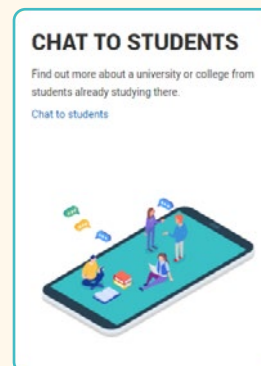 CHAT TO STUDENTS
Find out more about a university or college from
students already studying there.
Chat to students